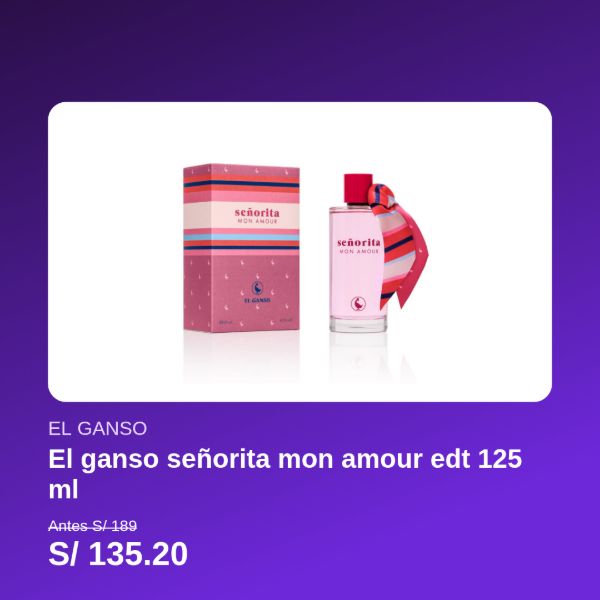 señorita
MON AMOUR
EL GANSO
señorita
MON AMOUR
EL GANSO
El ganso señorita mon amour edt 125
ml
Antes S/ 189
S/ 135.20